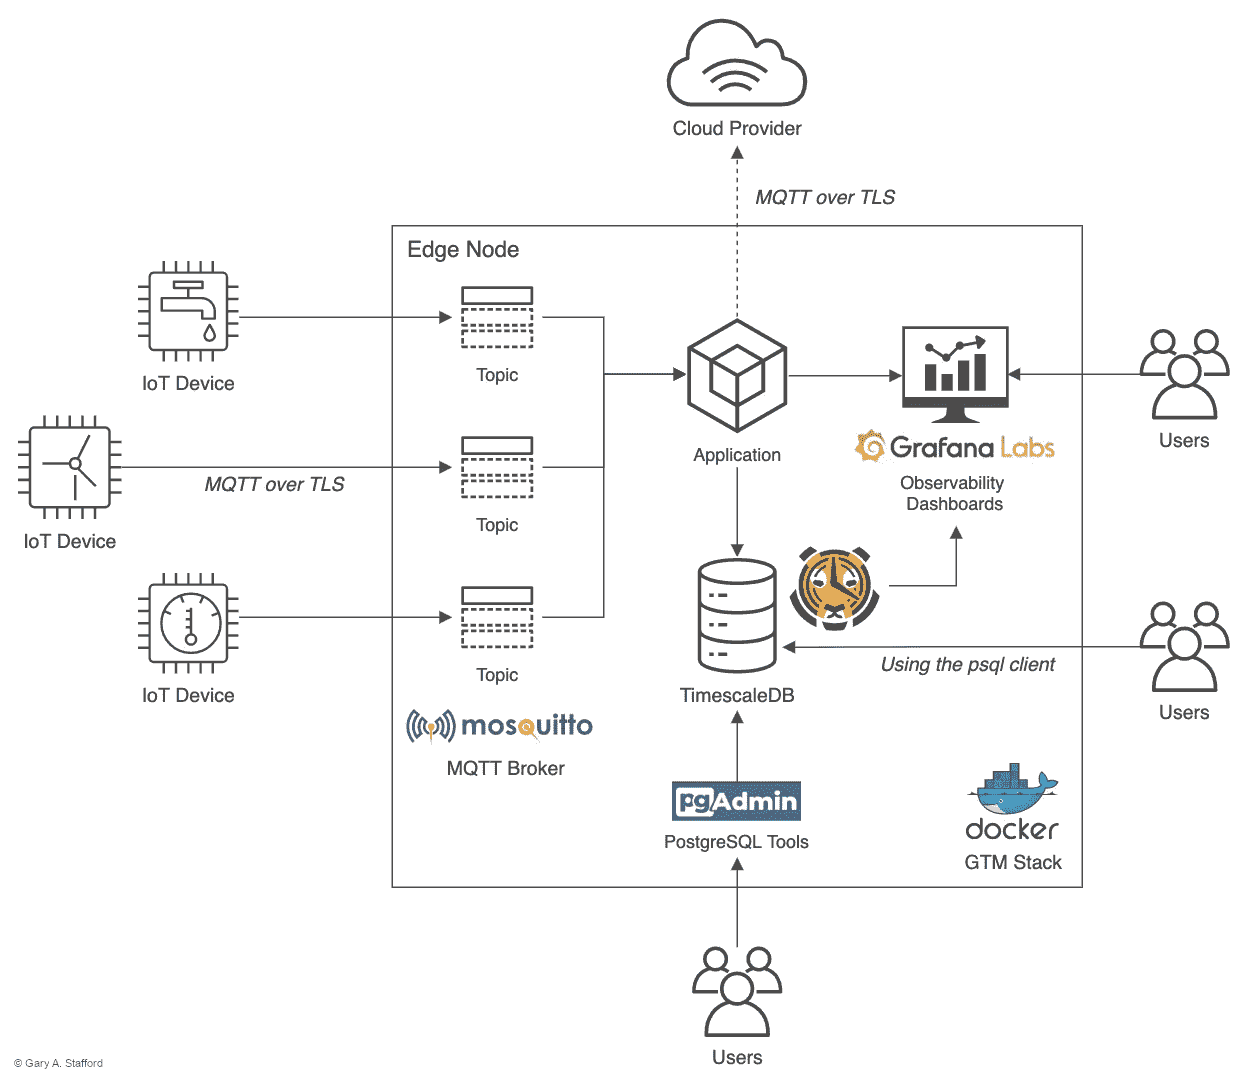 Cloud Provider
MQTT over TLS
Edge Node
IoT Device
Topic
IoT Device
MQTT over TLS
Topic
IoT Device
Topic
mosquitto
MQTT Broker
Application
Grafana Labs
Observability
Dashboards
Users
TimescaleDB
Using the psql client
Users
pgAdmin
PostgreSQL Tools
docker
GTM Stack
Users
© Gary A. Stafford